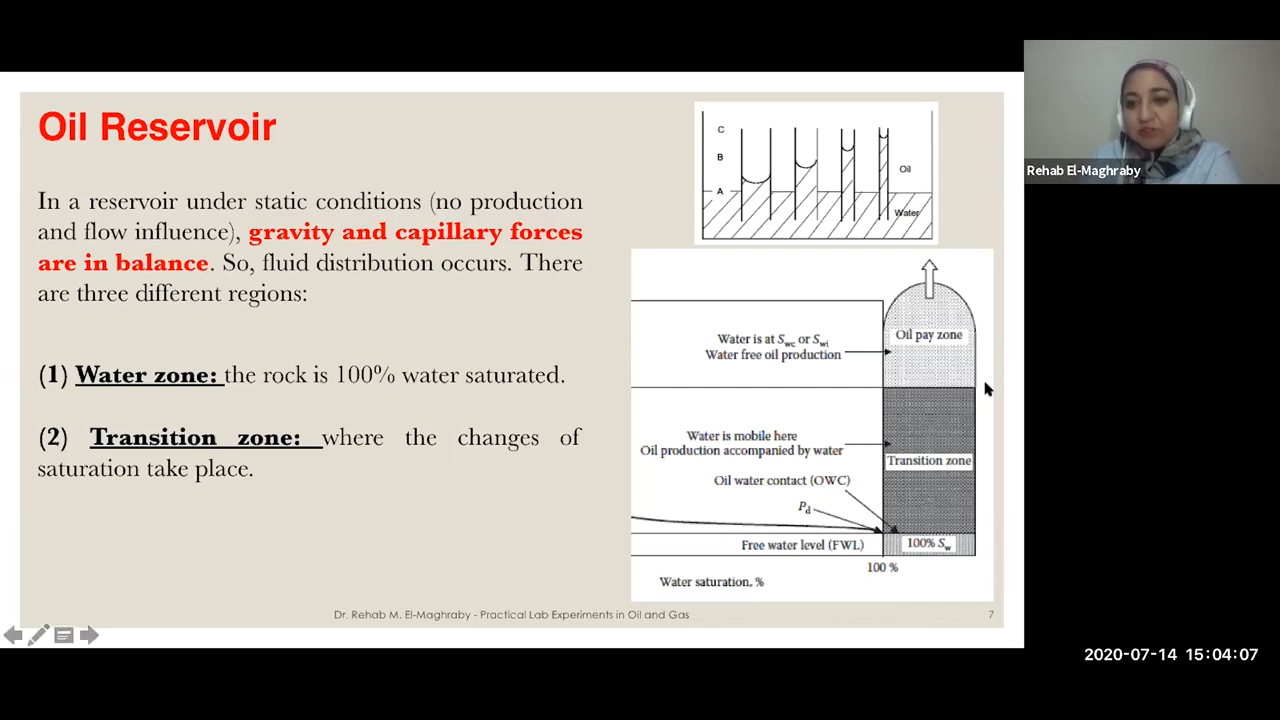 Oil Reservoir
In a reservoir under static conditions (no production
and flow influence), gravity and capillary forces
are in balance. So, fluid distribution occurs. There
are three different regions:
(1) Water zone: the rock is 100% water saturated.
(2) Transition zone: where the changes of
saturation take place.
C
B
A
Oil
Water
Oil pay zone
Water is at Swc or Swi
Water free oil production
Water is mobile here
Oil production accompanied by water
Transition zone
Oil water contact (OWC)
Pd
Free water level (FWL)
100% Sw
100 %
Water saturation, %
Dr. Rehab M. El-Maghraby - Practical Lab Experiments in Oil and Gas
7
Rehab El-Maghraby
2020-07-14 15:04:07